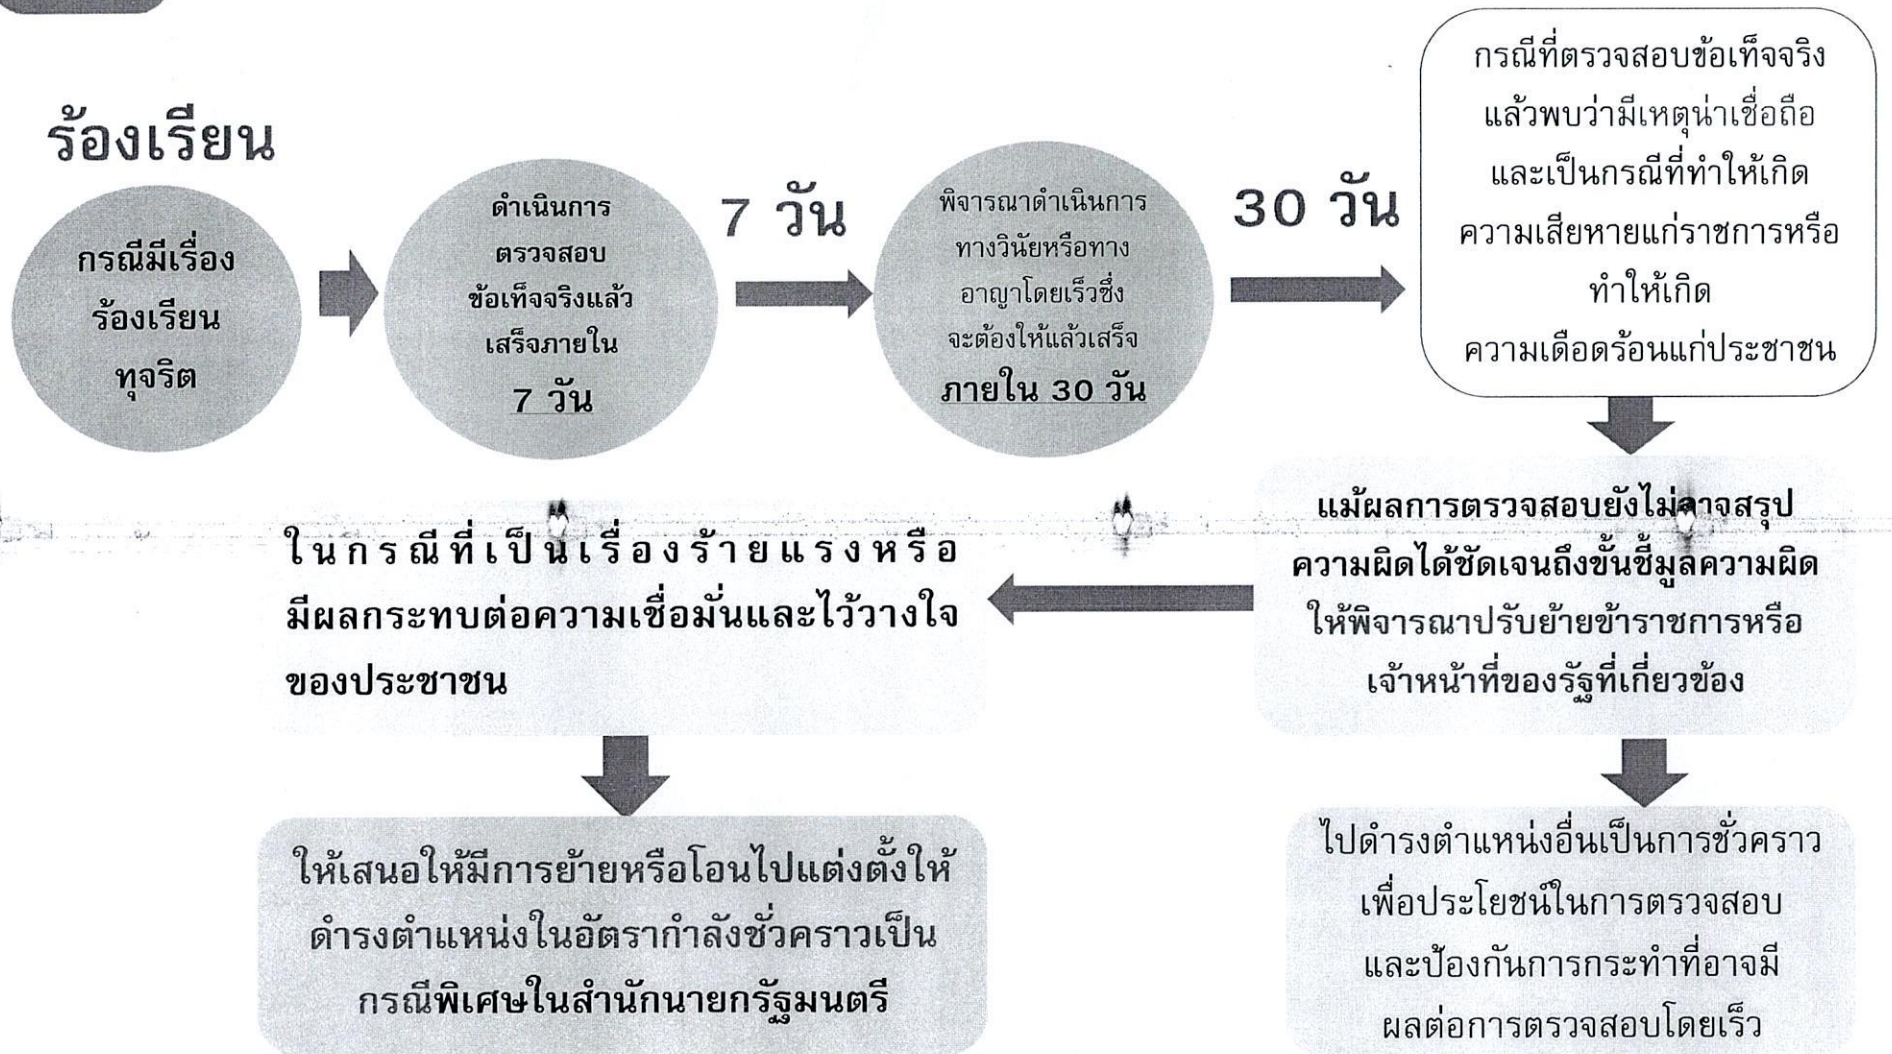 ร้องเรียน
กรณีมีเรื่อง
ร้องเรียน
ทุจริต
ดำเนินการ
ตรวจสอบ
ข้อเท็จจริงแล้ว
เสร็จภายใน
7 วัน
7 วัน
พิจารณาดำเนินการ
ทางวินัยหรือทาง
อาญาโดยเร็วซึ่ง
จะต้องให้แล้วเสร็จ
ภายใน 30 วัน
30 วัน
กรณีที่ตรวจสอบข้อเท็จจริง
แล้วพบว่ามีเหตุน่าเชื่อถือ
และเป็นกรณีที่ทำให้เกิด
ความเสียหายแก่ราชการหรือ
ทำให้เกิด
ความเดือดร้อนแก่ประชาชน
แม้ผลการตรวจสอบยังไม่อาจสรุป
ความผิดได้ชัดเจนถึงขั้นชี้มูลความผิด
ให้พิจารณาปรับย้ายข้าราชการหรือ
เจ้าหน้าที่ของรัฐที่เกี่ยวข้อง
ในกรณีที่เป็นเรื่องร้ายแรงหรือ
มีผลกระทบต่อความเชื่อมั่นและไว้วางใจ
ของประชาชน
ให้เสนอให้มีการย้ายหรือโอนไปแต่งตั้งให้
ดำรงตำแหน่งในอัตรากำลังชั่วคราวเป็น
กรณีพิเศษในสำนักนายกรัฐมนตรี
ไปดำรงตำแหน่งอื่นเป็นการชั่วคราว
เพื่อประโยชน์ในการตรวจสอบ
และป้องกันการกระทำที่อาจมี
ผลต่อการตรวจสอบโดยเร็ว